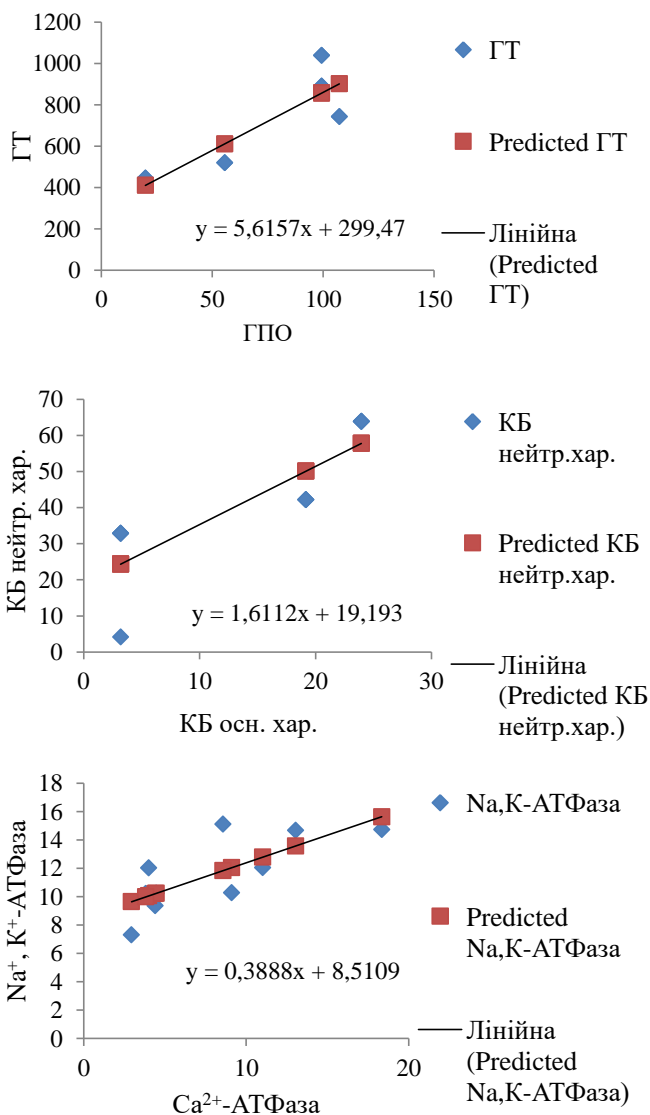 1200
1000
800
600
400
200
0
0
50
100
150
ГТ
ГПО
y = 5,6157x + 299,47
ГТ
Predicted ГТ
Лінійна
(Predicted
ГТ)
70
60
50
40
30
20
10
0
0
10
20
30
КБ нейтр. хар.
КБ осн. хар.
y = 1,6112x + 19,193
КБ
нейтр.хар.
Predicted КБ
нейтр.хар.
Лінійна
(Predicted КБ
нейтр.хар.)
18
16
14
12
10
8
6
4
2
0
0
10
20
Na⁺, K⁺-АТФаза
Ca²⁺-АТФаза
y = 0,3888x + 8,5109
Na,К-АТФаза
Predicted
Na,К-АТФаза
Лінійна
(Predicted
Na,К-АТФаза)